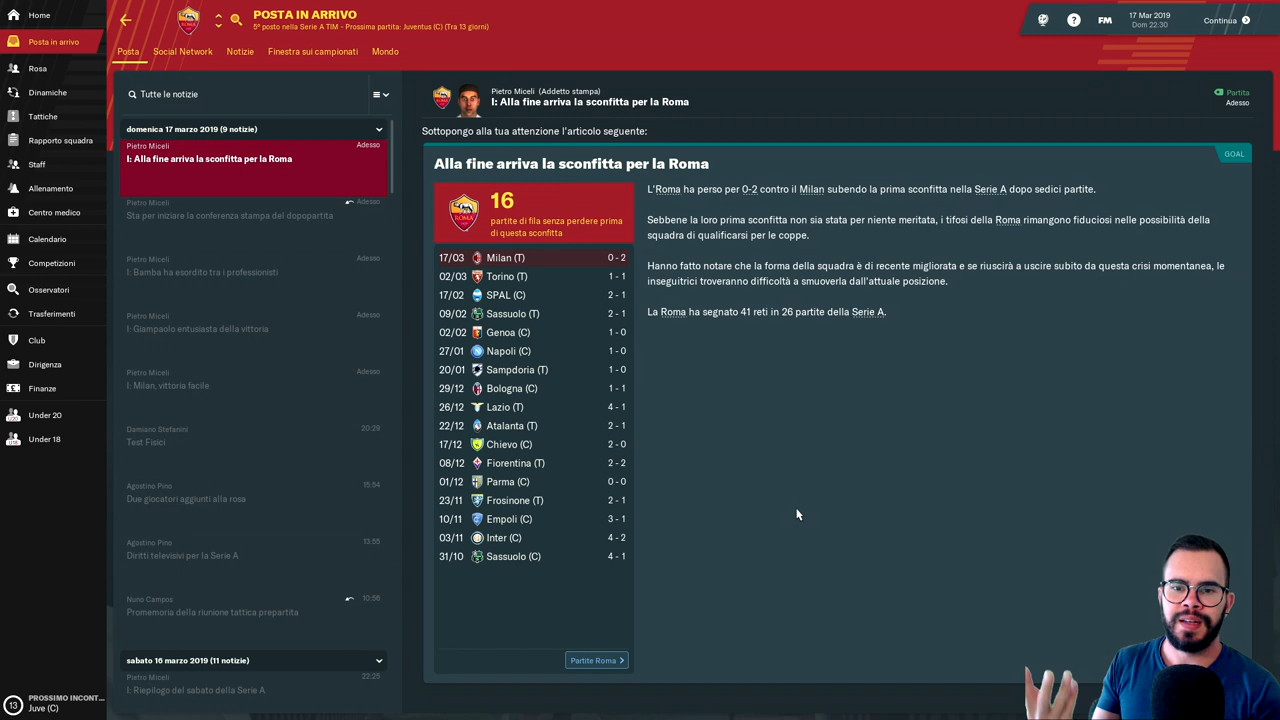 Home
Posta in arrivo
Rosa
Dinamiche
Tattiche
Rapporto squadra
Staff
Allenamento
Centro medico
Calendario
Competizioni
Osservatori
Trasferimenti
Club
Dirigenza
Finanze
Under 20
Under 18
13
PROSSIMO INCONT...
Juve (C)
POSTA IN ARRIVO
5º posto nella Serie A TIM - Prossima partita: Juventus (C) (Tra 13 giorni)
?
FM
17 Mar 2019
Dom 22:30
Continua
Posta
Social Network
Notizie
Finestra sui campionati
Mondo
Tutte le notizie
domenica 17 marzo 2019 (9 notizie)
Pietro Miceli Adesso
I: Alla fine arriva la sconfitta per la Roma
Pietro Miceli Adesso
Sta per iniziare la conferenza stampa del dopopartita
Pietro Miceli Adesso
I: Bamba ha esordito tra i professionisti
Pietro Miceli Adesso
I: Giampaolo entusiasta della vittoria
Pietro Miceli Adesso
I: Milan, vittoria facile
Damiano Stefanini 20:29
Test Fisici
Agostino Pino 15:54
Due giocatori aggiunti alla rosa
Agostino Pino 13:55
Diritti televisivi per la Serie A
Nuno Campos 10:56
Promemoria della riunione tattica prepartita
sabato 16 marzo 2019 (11 notizie)
Pietro Miceli 22:25
I: Riepilogo del sabato della Serie A
Pietro Miceli (Addetto stampa)
I: Alla fine arriva la sconfitta per la Roma
Partita
Adesso
Sottopongo alla tua attenzione l'articolo seguente:
Alla fine arriva la sconfitta per la Roma
GOAL
ROMA
16
partite di fila senza perdere prima
di questa sconfitta
17/03 Milan (T) 0 - 2
02/03 Torino (T) 1 - 1
17/02 SPAL (C) 2 - 1
09/02 Sassuolo (T) 2 - 1
02/02 Genoa (C) 1 - 0
27/01 Napoli (C) 1 - 0
20/01 Sampdoria (T) 1 - 0
29/12 Bologna (C) 1 - 1
26/12 Lazio (T) 4 - 1
22/12 Atalanta (T) 2 - 1
17/12 Chievo (C) 2 - 0
08/12 Fiorentina (T) 2 - 2
01/12 Parma (C) 0 - 0
23/11 Frosinone (T) 2 - 1
10/11 Empoli (C) 3 - 1
03/11 Inter (C) 4 - 2
31/10 Sassuolo (C) 4 - 1
Partite Roma
L'Roma ha perso per 0-2 contro il Milan subendo la prima sconfitta nella Serie A dopo sedici partite.
Sebbene la loro prima sconfitta non sia stata per niente meritata, i tifosi della Roma rimangono fiduciosi nelle possibilità della
squadra di qualificarsi per le coppe.
Hanno fatto notare che la forma della squadra è di recente migliorata e se riuscirà a uscire subito da questa crisi momentanea, le
inseguitrici troveranno difficoltà a smuoverla dall'attuale posizione.
La Roma ha segnato 41 reti in 26 partite della Serie A.